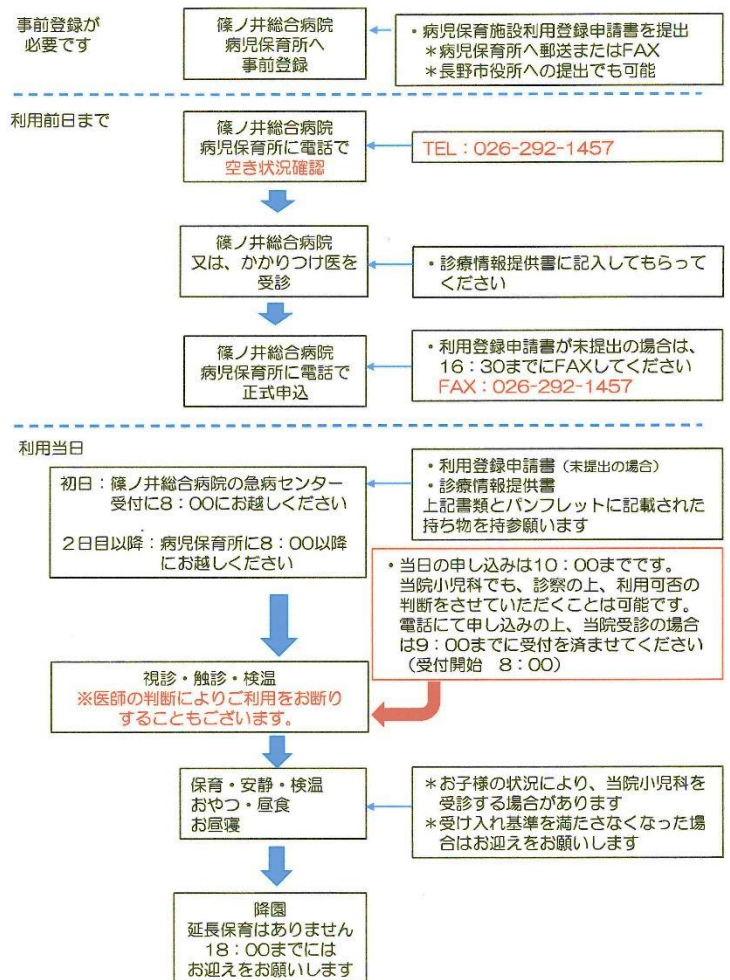 事前登録が
必要です
篠ノ井総合病院
病児保育所へ
事前登録
・病児保育施設利用登録申請書を提出
＊病児保育所へ郵送またはFAX
＊長野市役所への提出でも可能
利用前日まで
篠ノ井総合病院
病児保育所に電話で
空き状況確認
TEL：026-292-1457
篠ノ井総合病院
又は、かかりつけ医を
受診
・診療情報提供書に記入してもらって
ください
篠ノ井総合病院
病児保育所に電話で
正式申込
・利用登録申請書が未提出の場合は、
16：30までにFAXしてください
FAX：026-292-1457
利用当日
初日：篠ノ井総合病院の急病センター
受付に8：00にお越しください
2日目以降：病児保育所に8：00以降
にお越しください
・利用登録申請書（未提出の場合）
・診療情報提供書
上記書類とパンフレットに記載された
持ち物を持参願います
・当日の申し込みは10：00までです。
当院小児科でも、診察の上、利用可否の
判断をさせていただくことは可能です。
電話にて申し込みの上、当院受診の場合
は9：00までに受付を済ませてください
（受付開始　8：00）
視診・触診・検温
※医師の判断によりご利用をお断り
することもございます。
保育・安静・検温
おやつ・昼食
お昼寝
＊お子様の状況により、当院小児科を
受診する場合があります
＊受け入れ基準を満たさなくなった場
合はお迎えをお願いします
降園
延長保育はありません
18：00までには
お迎えをお願いします